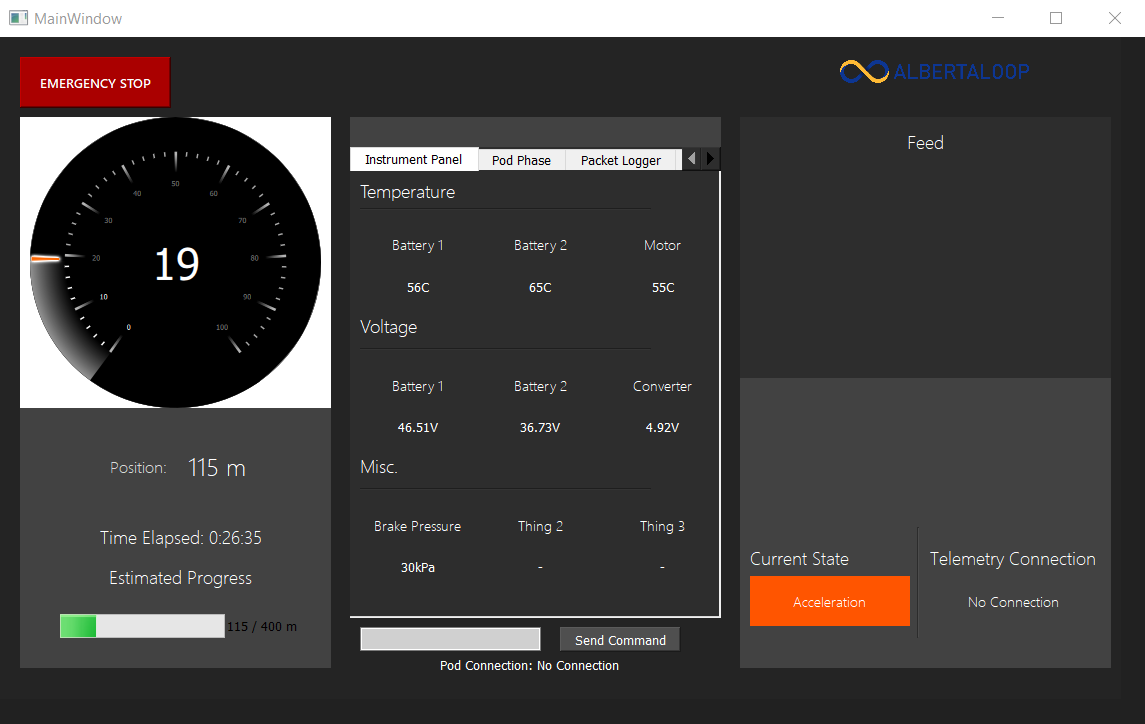 MainWindow
EMERGENCY STOP
ALBERTALOOP
0
10
20
30
40
50
60
70
80
90
100
19
Position: 115 m
Time Elapsed: 0:26:35
Estimated Progress
115 / 400 m
Instrument Panel Pod Phase Packet Logger
Temperature
Battery 1 Battery 2 Motor
56C 65C 55C
Voltage
Battery 1 Battery 2 Converter
46.51V 36.73V 4.92V
Misc.
Brake Pressure Thing 2 Thing 3
30kPa - -
Send Command
Pod Connection: No Connection
Feed
Current State
Acceleration
Telemetry Connection
No Connection